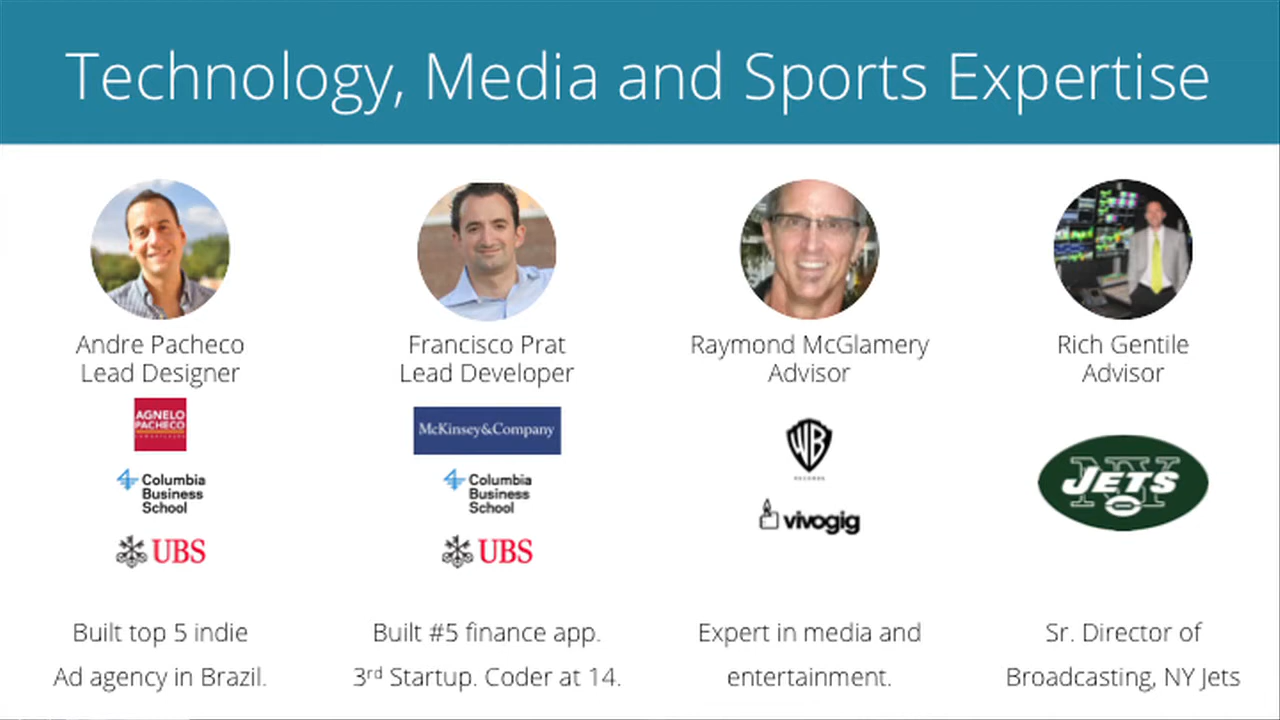 Technology, Media and Sports Expertise
Andre Pacheco
Lead Designer
AGNELO
PACHECO
Columbia
Business
School
UBS
Built top 5 indie
Ad agency in Brazil.
Francisco Prat
Lead Developer
McKinsey&Company
Columbia
Business
School
UBS
Built #5 finance app.
3rd Startup. Coder at 14.
Raymond McGlamery
Advisor
WB
RECORDS
vivogig
Expert in media and
entertainment.
Rich Gentile
Advisor
NY
JETS
Sr. Director of
Broadcasting, NY Jets